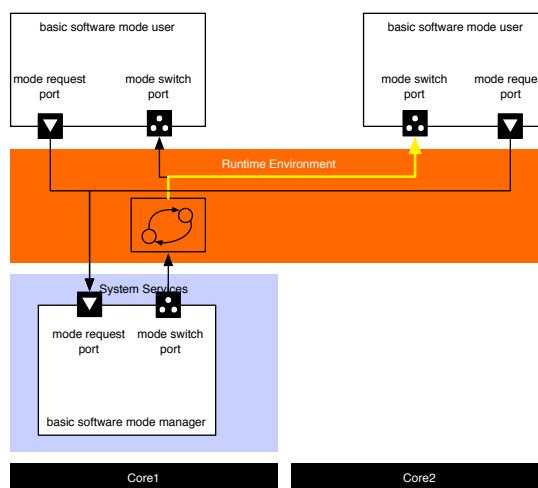 basic software mode user
basic software mode user
mode request
port
mode switch
port
mode switch
port
mode reque
port
Runtime Environment
System Services
mode request
port
mode switch
port
basic software mode manager
Core1
Core2